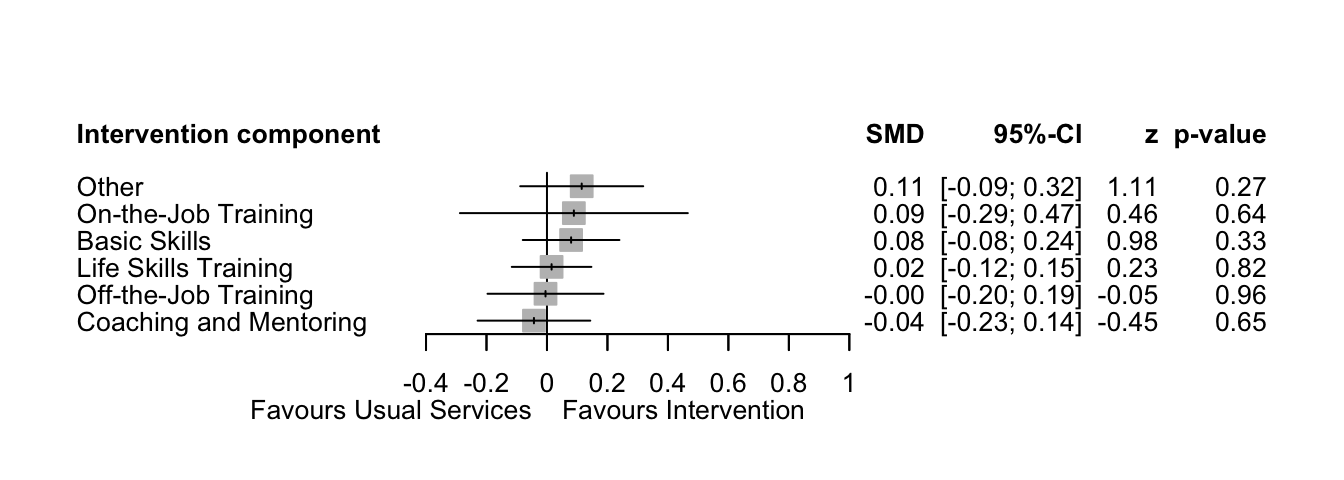 Intervention component SMD 95%-CI z p-value
Other 0.11 [-0.09; 0.32] 1.11 0.27
On-the-Job Training 0.09 [-0.29; 0.47] 0.46 0.64
Basic Skills 0.08 [-0.08; 0.24] 0.98 0.33
Life Skills Training 0.02 [-0.12; 0.15] 0.23 0.82
Off-the-Job Training -0.00 [-0.20; 0.19] -0.05 0.96
Coaching and Mentoring -0.04 [-0.23; 0.14] -0.45 0.65
-0.4 -0.2 0 0.2 0.4 0.6 0.8 1
Favours Usual Services Favours Intervention